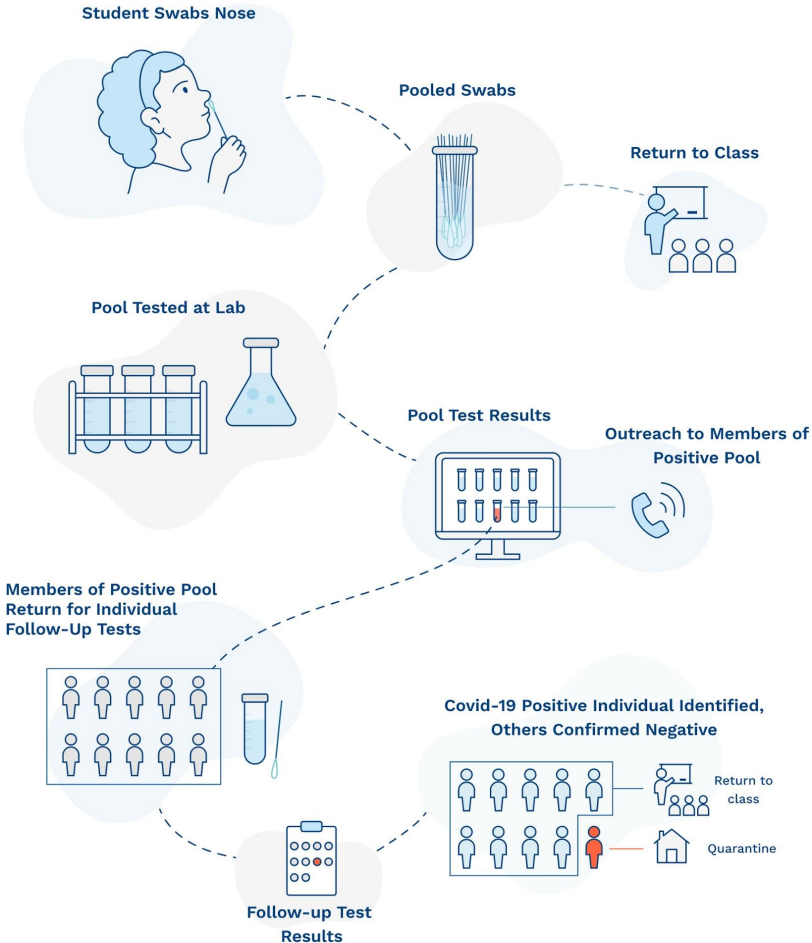 Student Swabs Nose
Pooled Swabs
Return to Class
Pool Tested at Lab
Pool Test Results
Outreach to Members of
Positive Pool
Members of Positive Pool
Return for Individual
Follow-Up Tests
Covid-19 Positive Individual Identified,
Others Confirmed Negative
Return to
class
Quarantine
Follow-up Test
Results